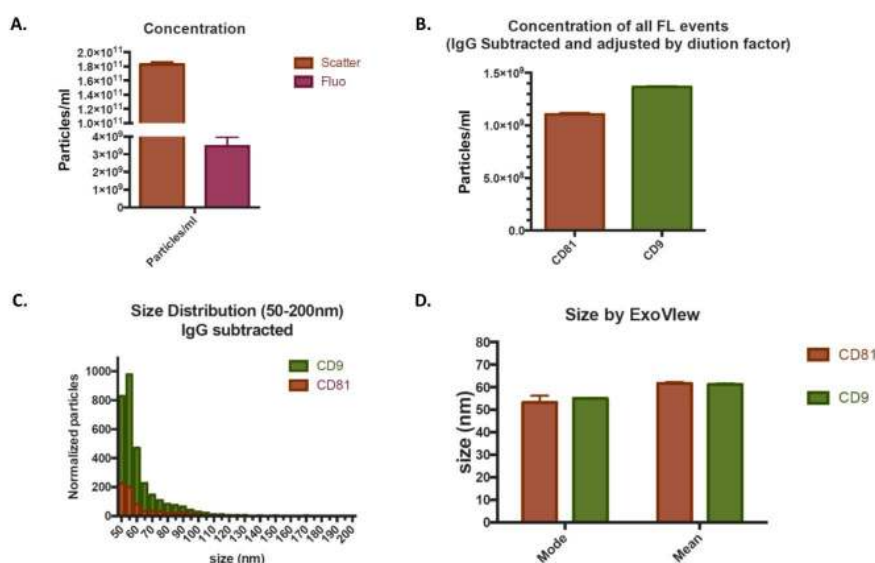 A.
Concentration
2.0×10¹¹
1.8×10¹¹
1.6×10¹¹
1.4×10¹¹
1.2×10¹¹
1.0×10¹¹
4×10⁹
3×10⁹
2×10⁹
1×10⁹
0
Particles/ml
Particles/ml
Scatter
Fluo
B.
Concentration of all FL events
(IgG Subtracted and adjusted by dilution factor)
1.5×10⁹
1.0×10⁹
5.0×10⁸
0.0
Particles/ml
CD81
CD9
C.
Size Distribution (50-200nm)
IgG subtracted
CD9
CD81
1000
800
600
400
200
0
Normalized particles
50
60
70
80
90
100
110
120
130
140
150
160
170
180
190
200
size (nm)
D.
Size by ExoVIew
80
70
60
50
40
30
20
10
0
size (nm)
Mode
Mean
CD81
CD9